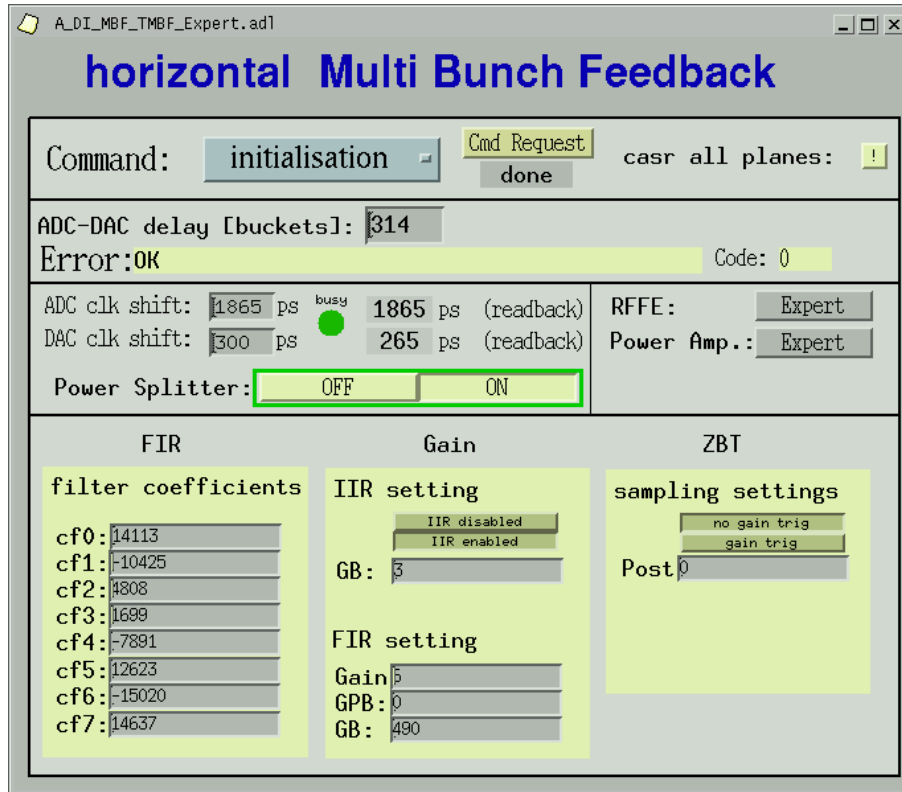 A_DI_MBF_TMBF_Expert.adl
horizontal Multi Bunch Feedback
Command: initialisation Cmd Request casr all planes: !
done
ADC-DAC delay [buckets]: 314
Error: OK Code: 0
ADC clk shift: 1865 ps busy 1865 ps (readback) RFFE: Expert
DAC clk shift: 300 ps 265 ps (readback) Power Amp.: Expert
Power Splitter: OFF ON
FIR Gain ZBT
filter coefficients IIR setting sampling settings
IIR disabled no gain trig
IIR enabled gain trig
cf0: 14113
cf1: -10425 GB: 3 Post 0
cf2: 4808
cf3: 1699
cf4: -7891 FIR setting
cf5: 12623 Gain
cf6: -15020 GPB: 0
cf7: 14637 GB: 490